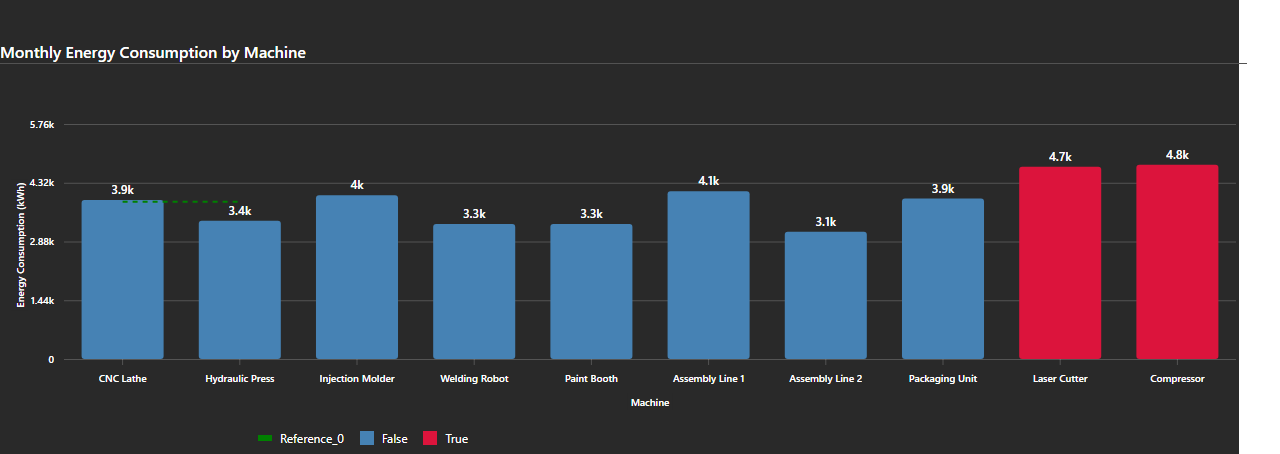 Monthly Energy Consumption by Machine
5.76k
4.32k
2.88k
1.44k
0
Energy Consumption (kWh)
3.9k
3.4k
4k
3.3k
3.3k
4.1k
3.1k
3.9k
4.7k
4.8k
CNC Lathe
Hydraulic Press
Injection Molder
Welding Robot
Paint Booth
Assembly Line 1
Assembly Line 2
Packaging Unit
Laser Cutter
Compressor
Machine
Reference_0
False
True